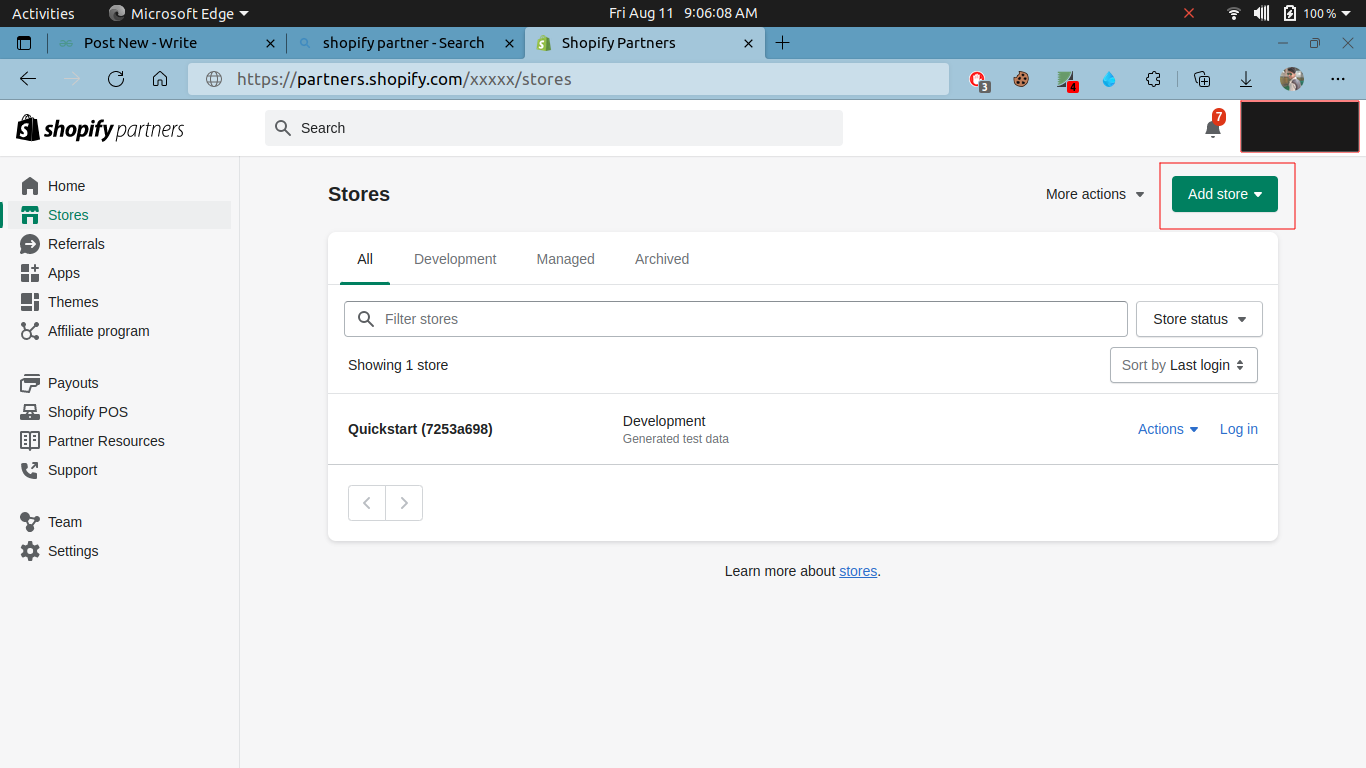 Activities Microsoft Edge Fri Aug 11 9:06:08 AM 100 %
Post New - Write shopify partner - Search Shopify Partners
https://partners.shopify.com/xxxxx/stores 3 4
shopify partners Search 7
Home
Stores
Referrals
Apps
Themes
Affiliate program
Payouts
Shopify POS
Partner Resources
Support
Team
Settings
Stores More actions Add store
All Development Managed Archived
Filter stores Store status
Showing 1 store Sort by Last login
Quickstart (7253a698) Development Actions Log in
Generated test data
Learn more about stores.